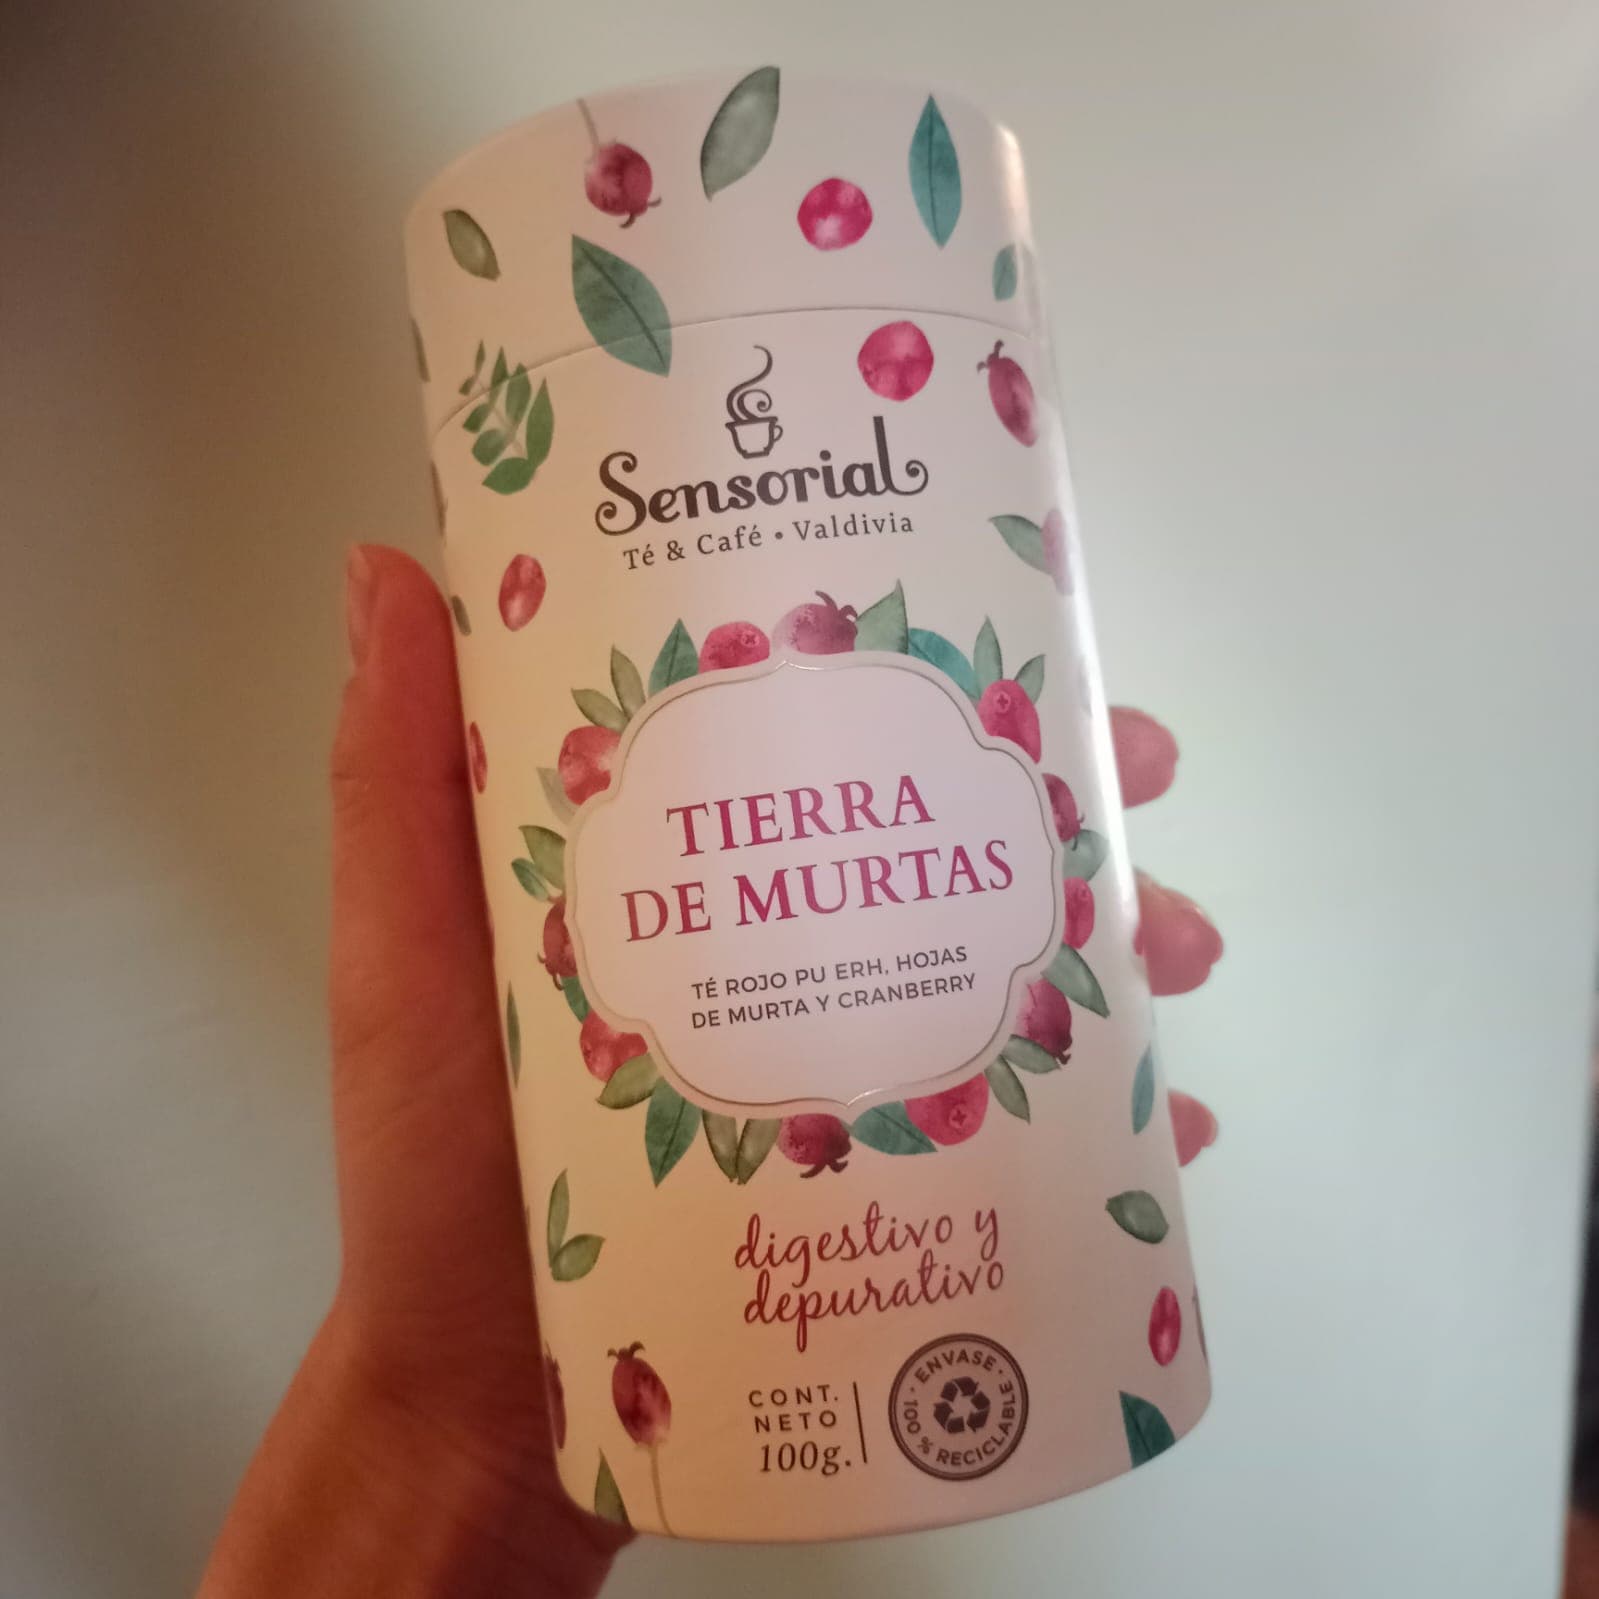 Sensorial
Té & Café • Valdivia
TIERRA
DE MURTAS
TÉ ROJO PU ERH, HOJAS
DE MURTA Y CRANBERRY
digestivo y
depurativo
CONT.
NETO
100g.
• ENVASE •
100 % RECICLABLE